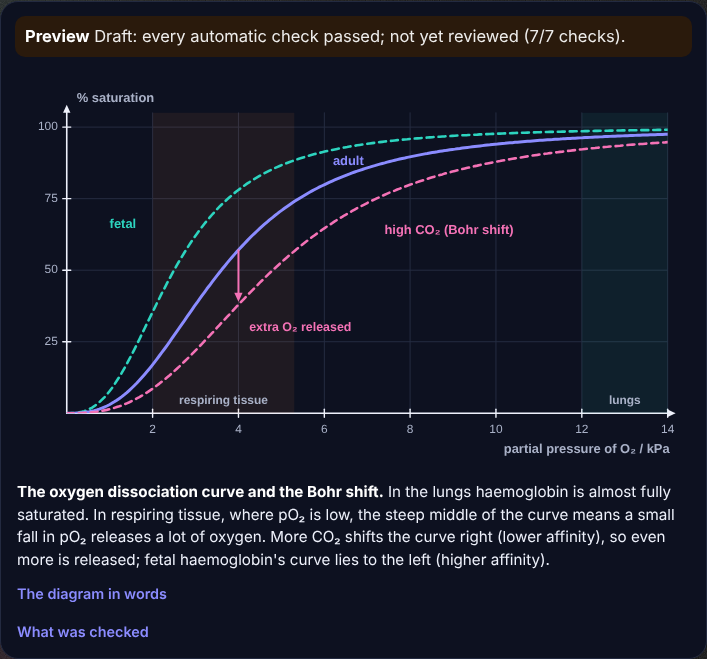 Preview Draft: every automatic check passed; not yet reviewed (7/7 checks).
% saturation
100
75
50
25
fetal
adult
high CO₂ (Bohr shift)
extra O₂ released
respiring tissue
lungs
2 4 6 8 10 12 14
partial pressure of O₂ / kPa
The oxygen dissociation curve and the Bohr shift. In the lungs haemoglobin is almost fully
saturated. In respiring tissue, where pO₂ is low, the steep middle of the curve means a small
fall in pO₂ releases a lot of oxygen. More CO₂ shifts the curve right (lower affinity), so even
more is released; fetal haemoglobin's curve lies to the left (higher affinity).
The diagram in words
What was checked